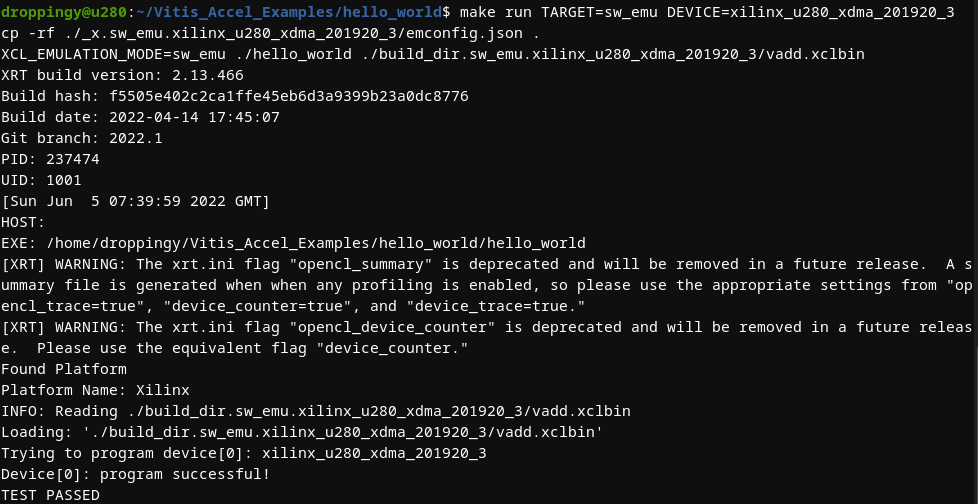 droppingy@u280:~/Vitis_Accel_Examples/hello_world$ make run TARGET=sw_emu DEVICE=xilinx_u280_xdma_201920_3
cp -rf ./_x.sw_emu.xilinx_u280_xdma_201920_3/emconfig.json .
XCL_EMULATION_MODE=sw_emu ./hello_world ./build_dir.sw_emu.xilinx_u280_xdma_201920_3/vadd.xclbin
XRT build version: 2.13.466
Build hash: f5505e402c2ca1ffe45eb6d3a9399b23a0dc8776
Build date: 2022-04-14 17:45:07
Git branch: 2022.1
PID: 237474
UID: 1001
[Sun Jun  5 07:39:59 2022 GMT]
HOST:
EXE: /home/droppingy/Vitis_Accel_Examples/hello_world/hello_world
[XRT] WARNING: The xrt.ini flag "opencl_summary" is deprecated and will be removed in a future release.  A s
ummary file is generated when when any profiling is enabled, so please use the appropriate settings from "op
encl_trace=true", "device_counter=true", and "device_trace=true."
[XRT] WARNING: The xrt.ini flag "opencl_device_counter" is deprecated and will be removed in a future releas
e.  Please use the equivalent flag "device_counter."
Found Platform
Platform Name: Xilinx
INFO: Reading ./build_dir.sw_emu.xilinx_u280_xdma_201920_3/vadd.xclbin
Loading: './build_dir.sw_emu.xilinx_u280_xdma_201920_3/vadd.xclbin'
Trying to program device[0]: xilinx_u280_xdma_201920_3
Device[0]: program successful!
TEST PASSED